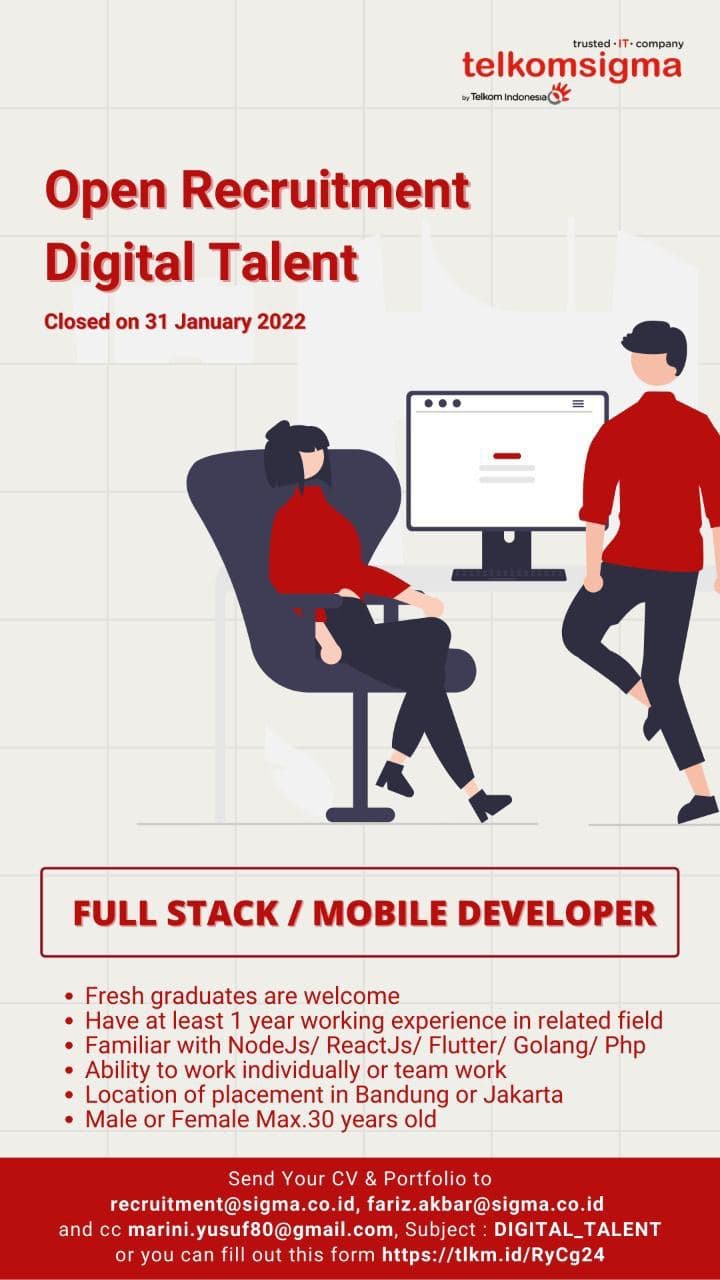 trusted •IT• company
telkomsigma
by Telkom Indonesia
Open Recruitment
Digital Talent
Closed on 31 January 2022
FULL STACK / MOBILE DEVELOPER
• Fresh graduates are welcome
• Have at least 1 year working experience in related field
• Familiar with NodeJs/ ReactJs/ Flutter/ Golang/ Php
• Ability to work individually or team work
• Location of placement in Bandung or Jakarta
• Male or Female Max.30 years old
Send Your CV & Portfolio to
recruitment@sigma.co.id, fariz.akbar@sigma.co.id
and cc marini.yusuf80@gmail.com, Subject : DIGITAL_TALENT
or you can fill out this form https://tlkm.id/RyCg24